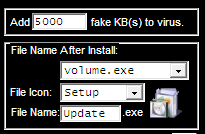 Add 5000 fake KB(s) to virus.
File Name After Install:
volume.exe
File Icon: Setup
File Name: Update .exe